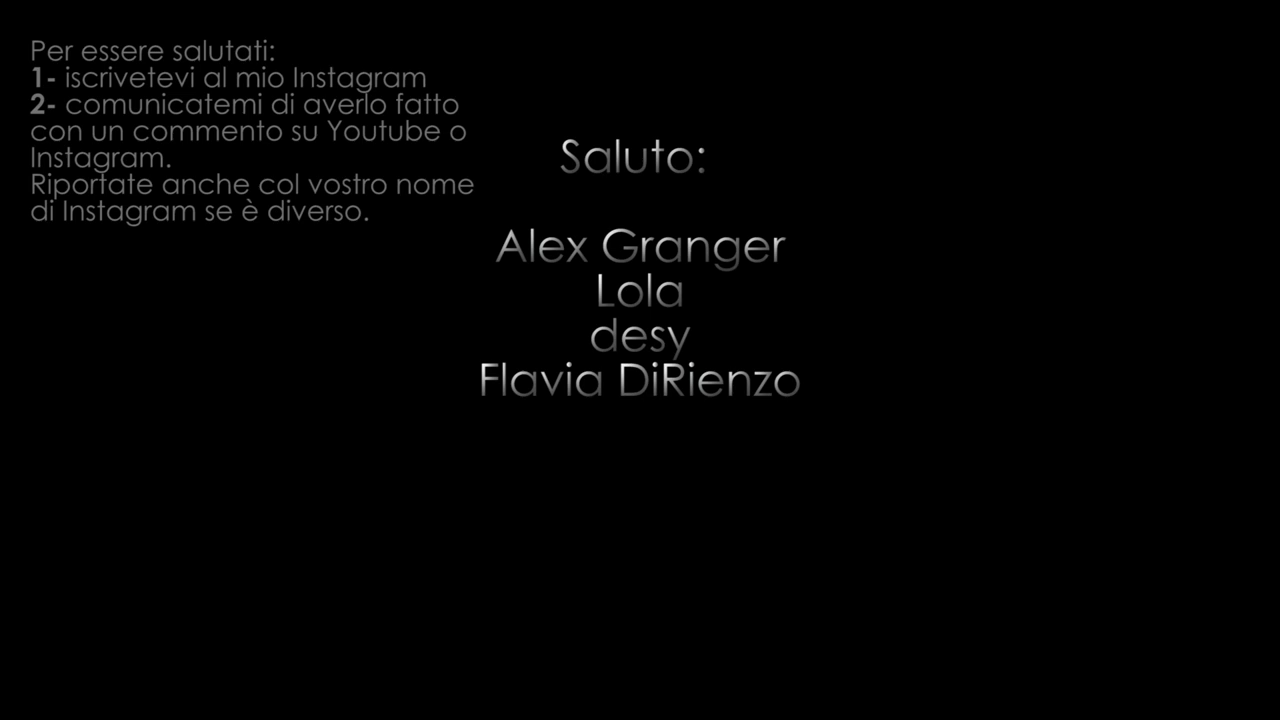 Per essere salutati:
1- iscrivetevi al mio Instagram
2- comunicatemi di averlo fatto
con un commento su Youtube o
Instagram.
Riportate anche col vostro nome
di Instagram se è diverso.
Saluto:
Alex Granger
Lola
desy
Flavia DiRienzo